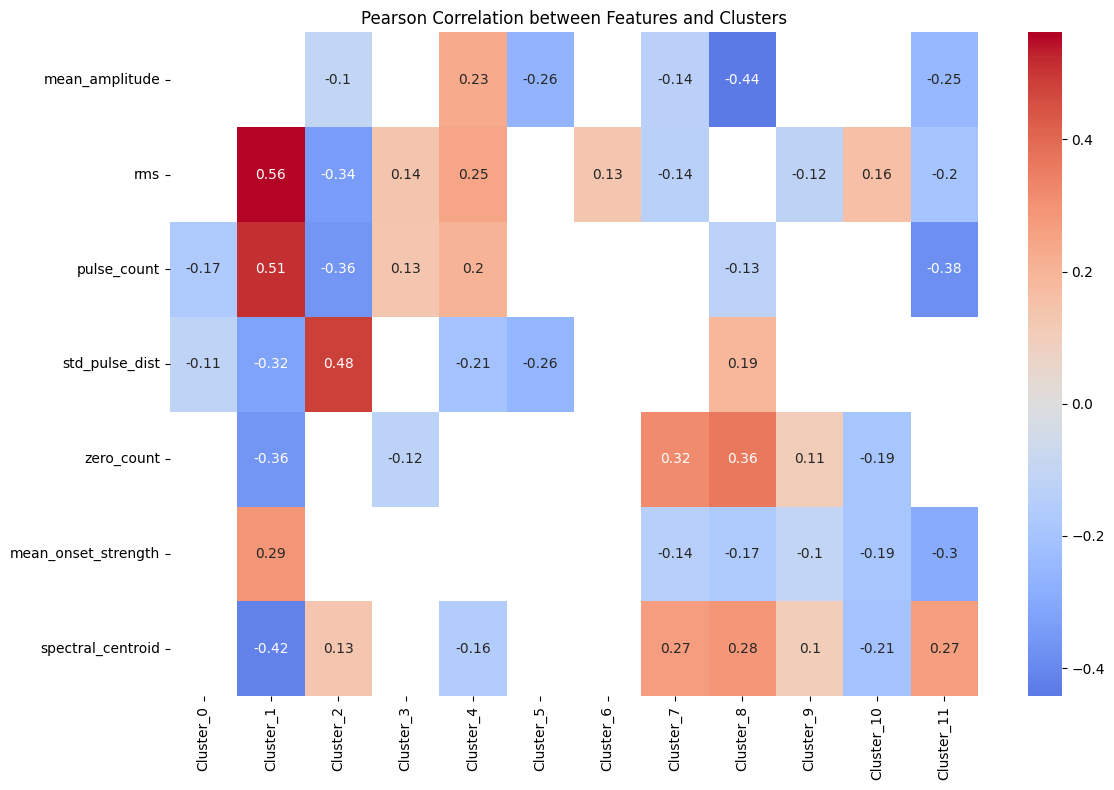 Pearson Correlation between Features and Clusters
mean_amplitude -0.1 0.23 -0.26 -0.14 -0.44 -0.25
rms 0.56 -0.34 0.14 0.25 0.13 -0.14 -0.12 0.16 -0.2
pulse_count -0.17 0.51 -0.36 0.13 0.2 -0.13 -0.38
std_pulse_dist -0.11 -0.32 0.48 -0.21 -0.26 0.19
zero_count -0.36 -0.12 0.32 0.36 0.11 -0.19
mean_onset_strength 0.29 -0.14 -0.17 -0.1 -0.19 -0.3
spectral_centroid -0.42 0.13 -0.16 0.27 0.28 0.1 -0.21 0.27
Cluster_0 Cluster_1 Cluster_2 Cluster_3 Cluster_4 Cluster_5 Cluster_6 Cluster_7 Cluster_8 Cluster_9 Cluster_10 Cluster_11
0.4
0.2
0.0
−0.2
−0.4